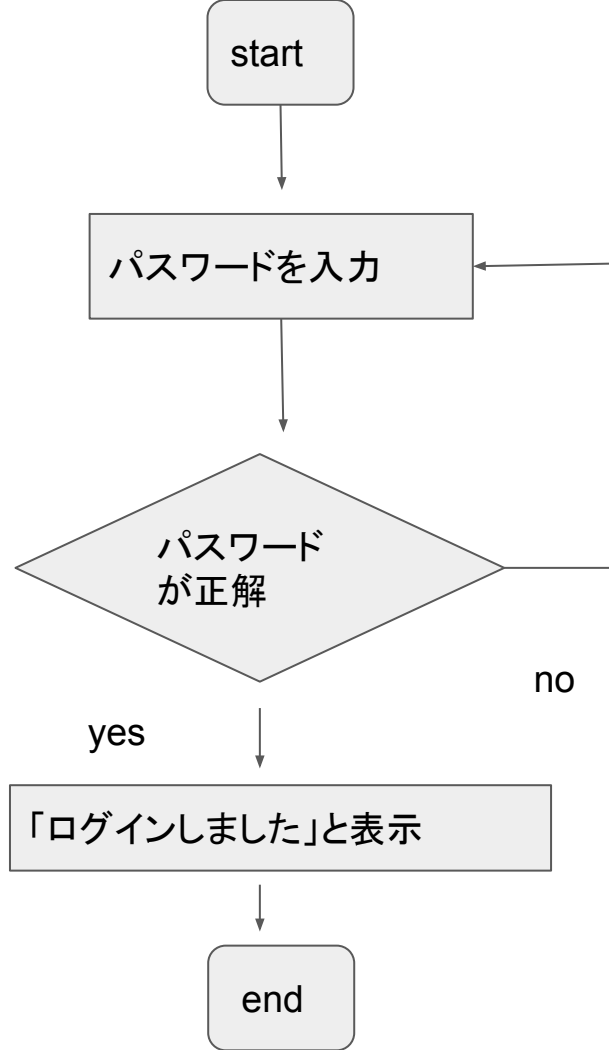 start
パスワードを入力
パスワード
が正解
no
yes
「ログインしました」と表示
end